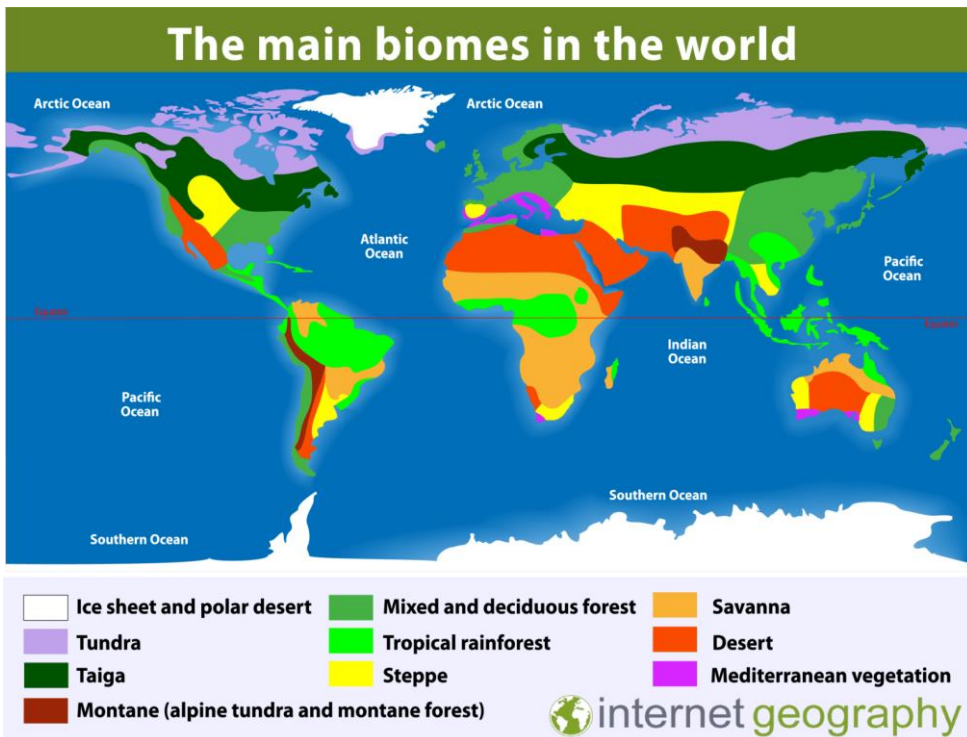 The main biomes in the world
Arctic Ocean
Arctic Ocean
Atlantic
Ocean
Pacific
Ocean
Equator
Equator
Indian
Ocean
Pacific
Ocean
Southern Ocean
Southern Ocean
Ice sheet and polar desert
Mixed and deciduous forest
Savanna
Tundra
Tropical rainforest
Desert
Taiga
Steppe
Mediterranean vegetation
Montane (alpine tundra and montane forest)
internet geography